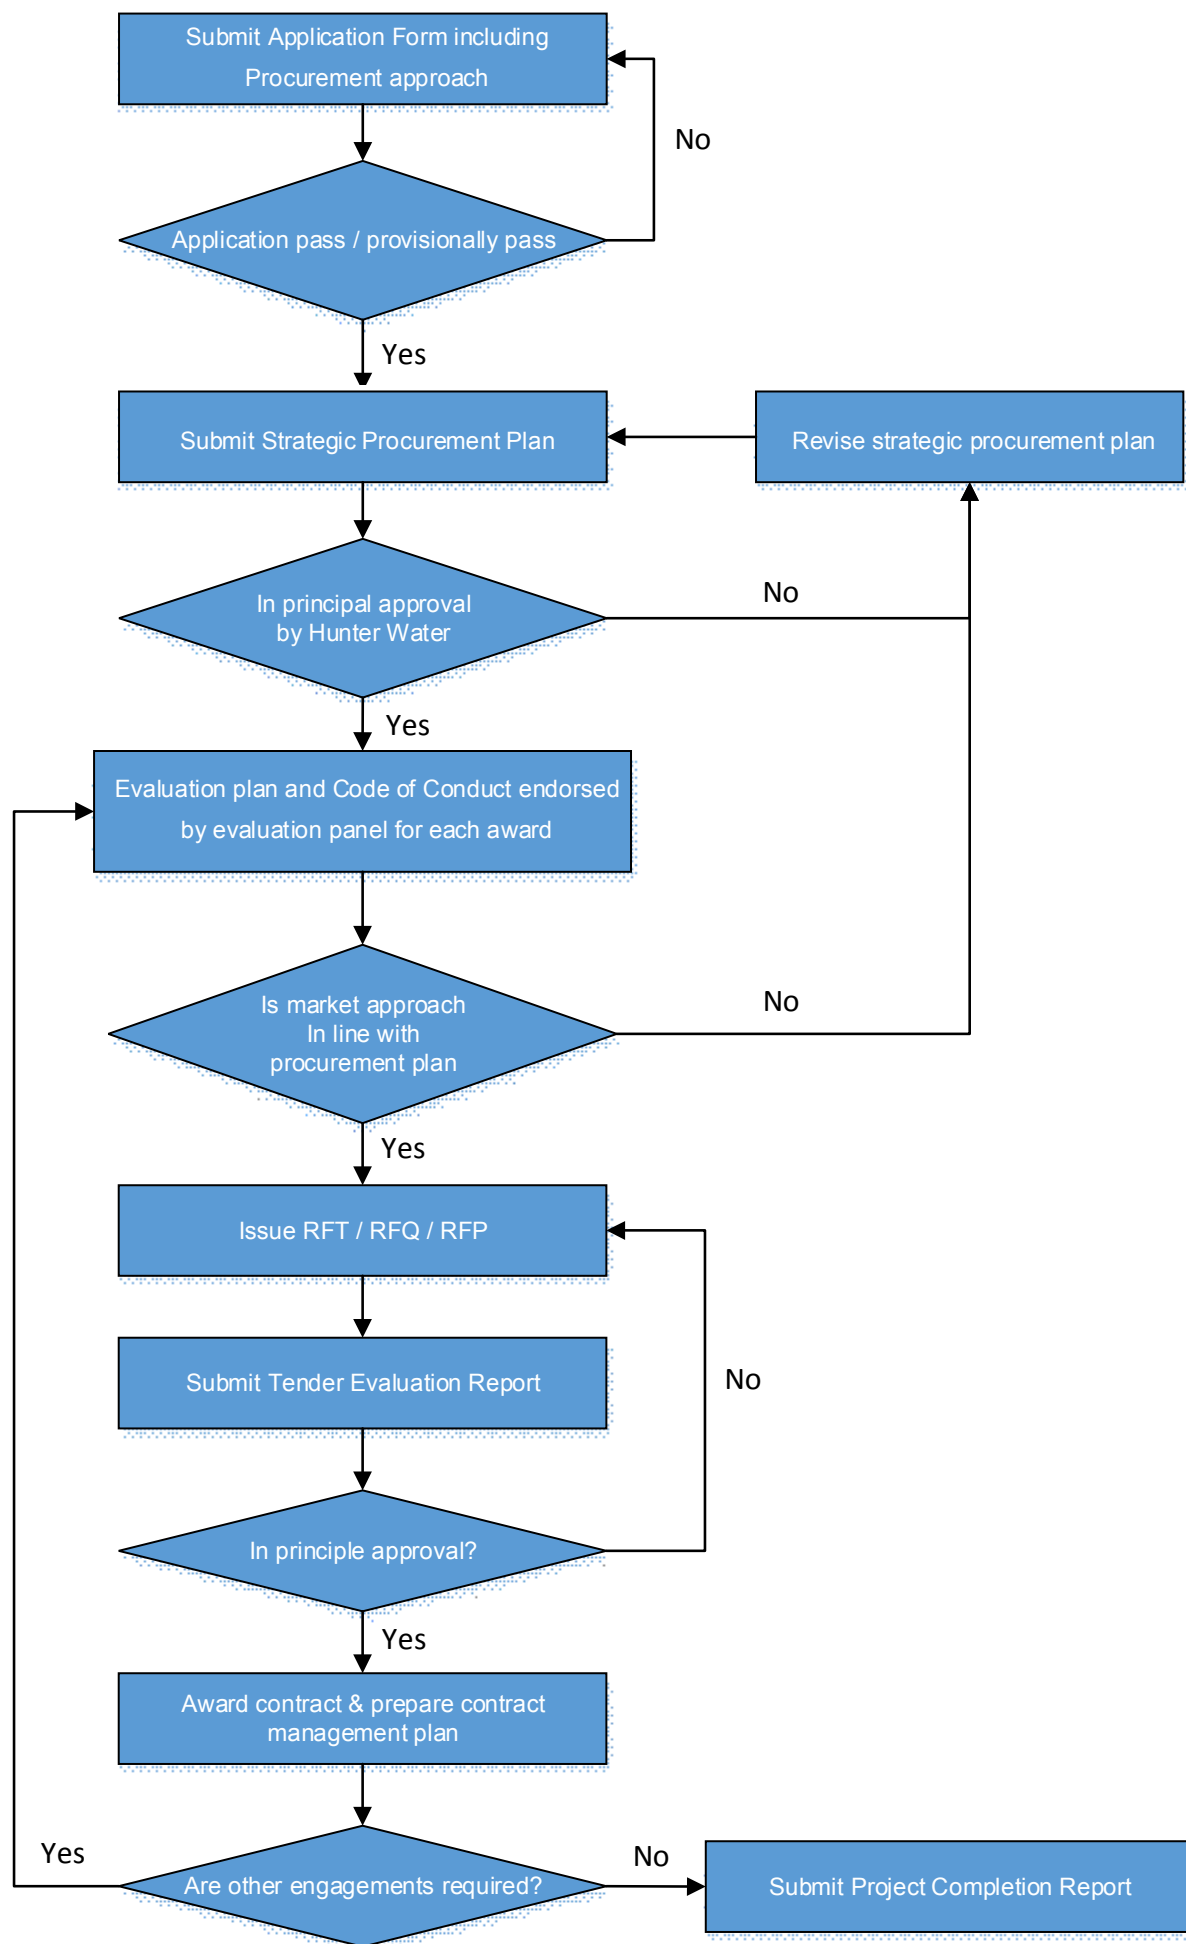 Submit Application Form including
Procurement approach
No
Application pass / provisionally pass
Yes
Submit Strategic Procurement Plan
Revise strategic procurement plan
In principal approval
by Hunter Water
No
Yes
Evaluation plan and Code of Conduct endorsed
by evaluation panel for each award
Is market approach
In line with
procurement plan
No
Yes
Issue RFT / RFQ / RFP
Submit Tender Evaluation Report
No
In principle approval?
Yes
Award contract & prepare contract
management plan
Yes
Are other engagements required?
No
Submit Project Completion Report